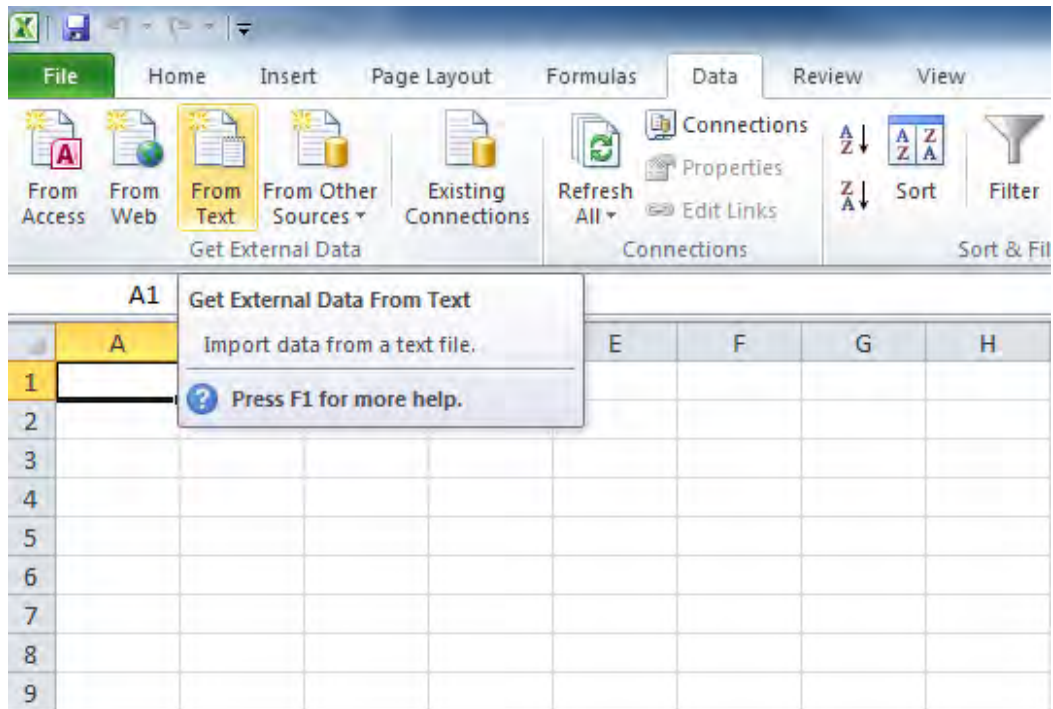 File Home Insert Page Layout Formulas Data Review View
From Access
From Web
From Text
From Other Sources
Existing Connections
Get External Data
Refresh All
Connections
Properties
Edit Links
Connections
A Z
Z A
A Z Z A
Sort
Filter
Sort & Fil
A1
Get External Data From Text
Import data from a text file.
Press F1 for more help.
A E F G H
1
2
3
4
5
6
7
8
9